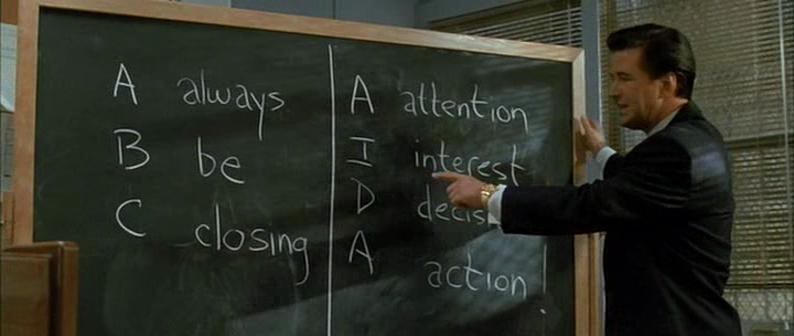 A always
B be
C closing
A attention
I interest
D
A action!